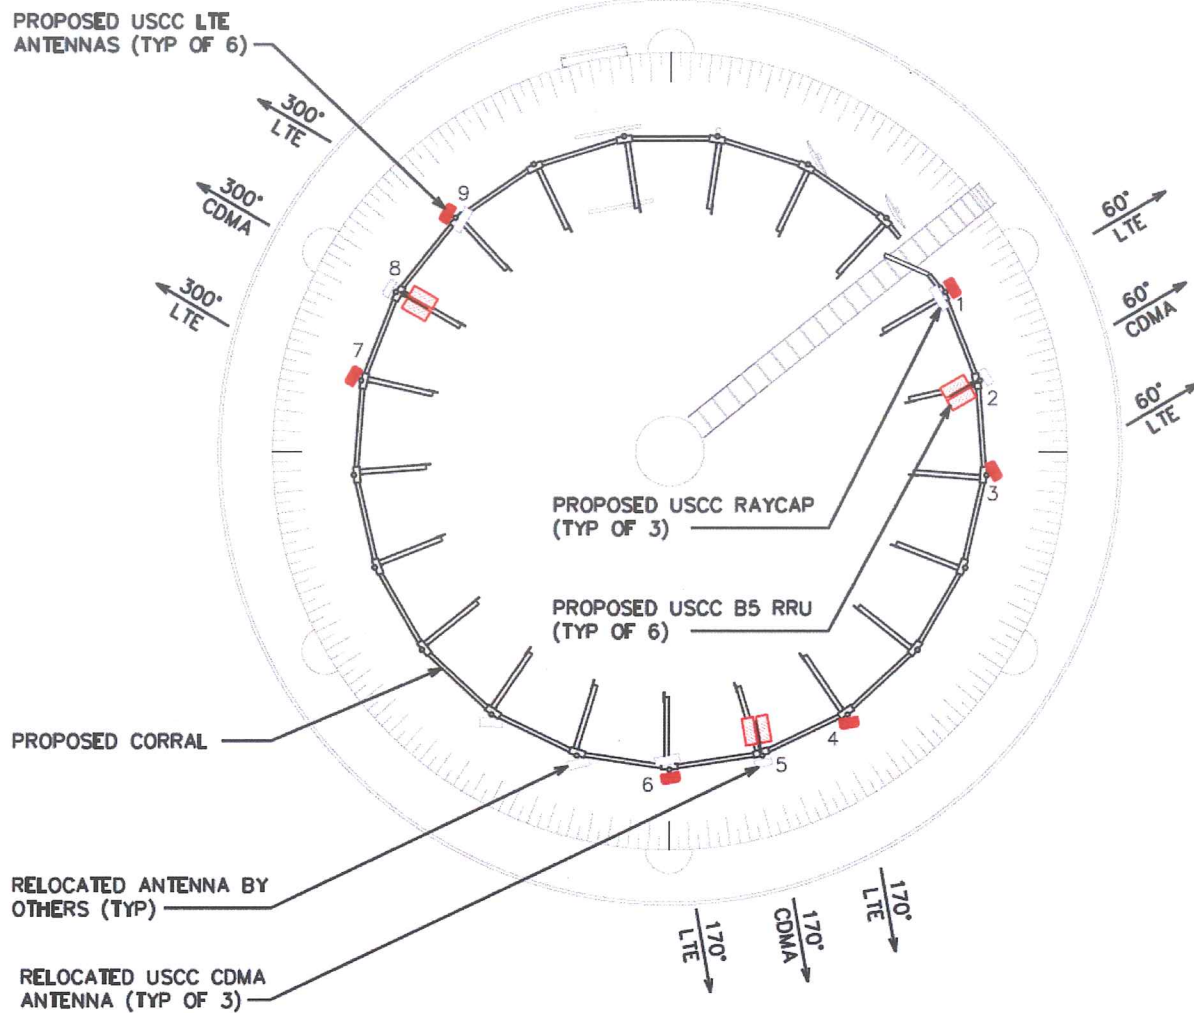 PROPOSED USCC LTE
ANTENNAS (TYP OF 6)
300°
LTE
300°
CDMA
300°
LTE
9
8
7
60°
LTE
60°
CDMA
60°
LTE
1
2
3
PROPOSED USCC RAYCAP
(TYP OF 3)
PROPOSED USCC B5 RRU
(TYP OF 6)
PROPOSED CORRAL
4
5
6
RELOCATED ANTENNA BY
OTHERS (TYP)
170°
LTE
170°
CDMA
170°
LTE
RELOCATED USCC CDMA
ANTENNA (TYP OF 3)